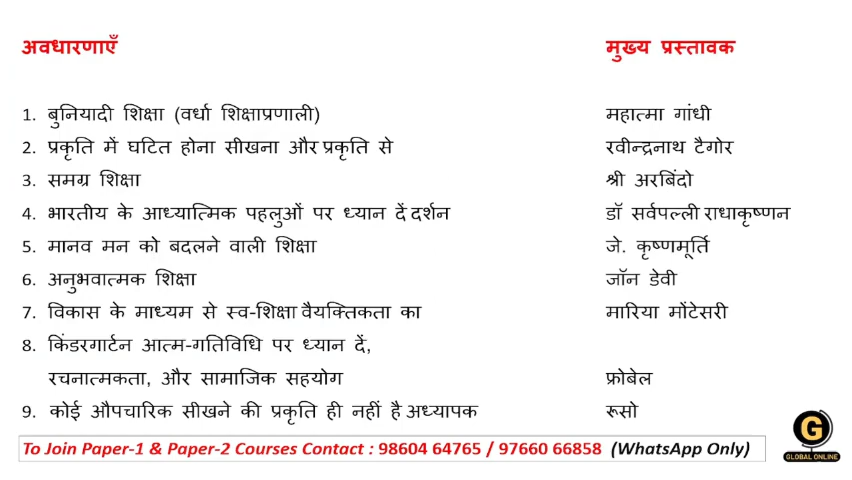 अवधारणाएँ मुख्य प्रस्तावक
1. बुनियादी शिक्षा (वर्धा शिक्षाप्रणाली) महात्मा गांधी
2. प्रकृति में घटित होना सीखना और प्रकृति से रवीन्द्रनाथ टैगोर
3. समग्र शिक्षा श्री अरबिंदो
4. भारतीय के आध्यात्मिक पहलुओं पर ध्यान दें दर्शन डॉ सर्वपल्ली राधाकृष्णन
5. मानव मन को बदलने वाली शिक्षा जे. कृष्णमूर्ति
6. अनुभवात्मक शिक्षा जॉन डेवी
7. विकास के माध्यम से स्व-शिक्षा वैयक्तिकता का मारिया मोंटेसरी
8. किंडरगार्टन आत्म-गतिविधि पर ध्यान दें,
रचनात्मकता, और सामाजिक सहयोग फ्रोबेल
9. कोई औपचारिक सीखने की प्रकृति ही नहीं है अध्यापक रूसो
To Join Paper-1 & Paper-2 Courses Contact : 98604 64765 / 97660 66858 (WhatsApp Only)
G
GLOBAL ONLINE